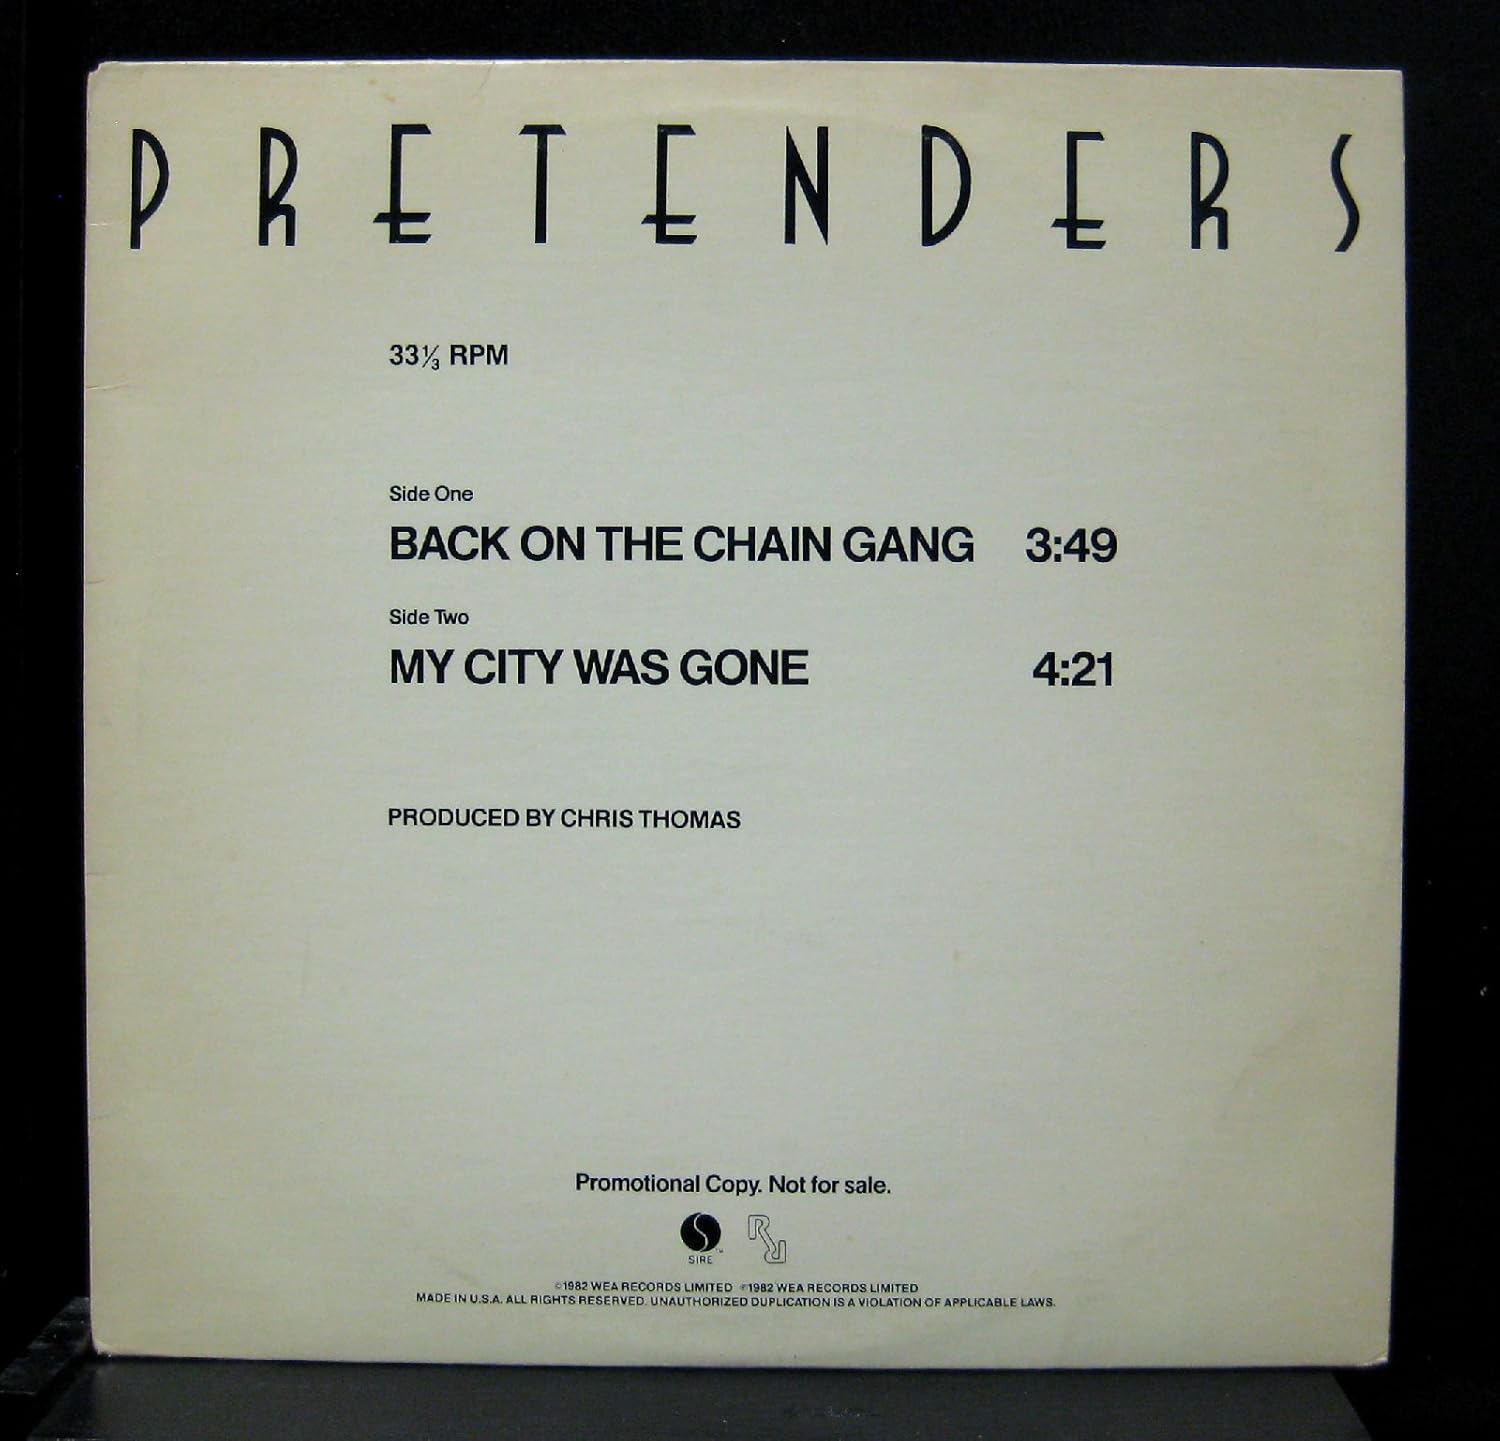 PRETENDERS
33⅓ RPM
Side One
BACK ON THE CHAIN GANG 3:49
Side Two
MY CITY WAS GONE 4:21
PRODUCED BY CHRIS THOMAS
Promotional Copy. Not for sale.
SIRE™ RR
©1982 WEA RECORDS LIMITED ℗1982 WEA RECORDS LIMITED
MADE IN U.S.A. ALL RIGHTS RESERVED. UNAUTHORIZED DUPLICATION IS A VIOLATION OF APPLICABLE LAWS.